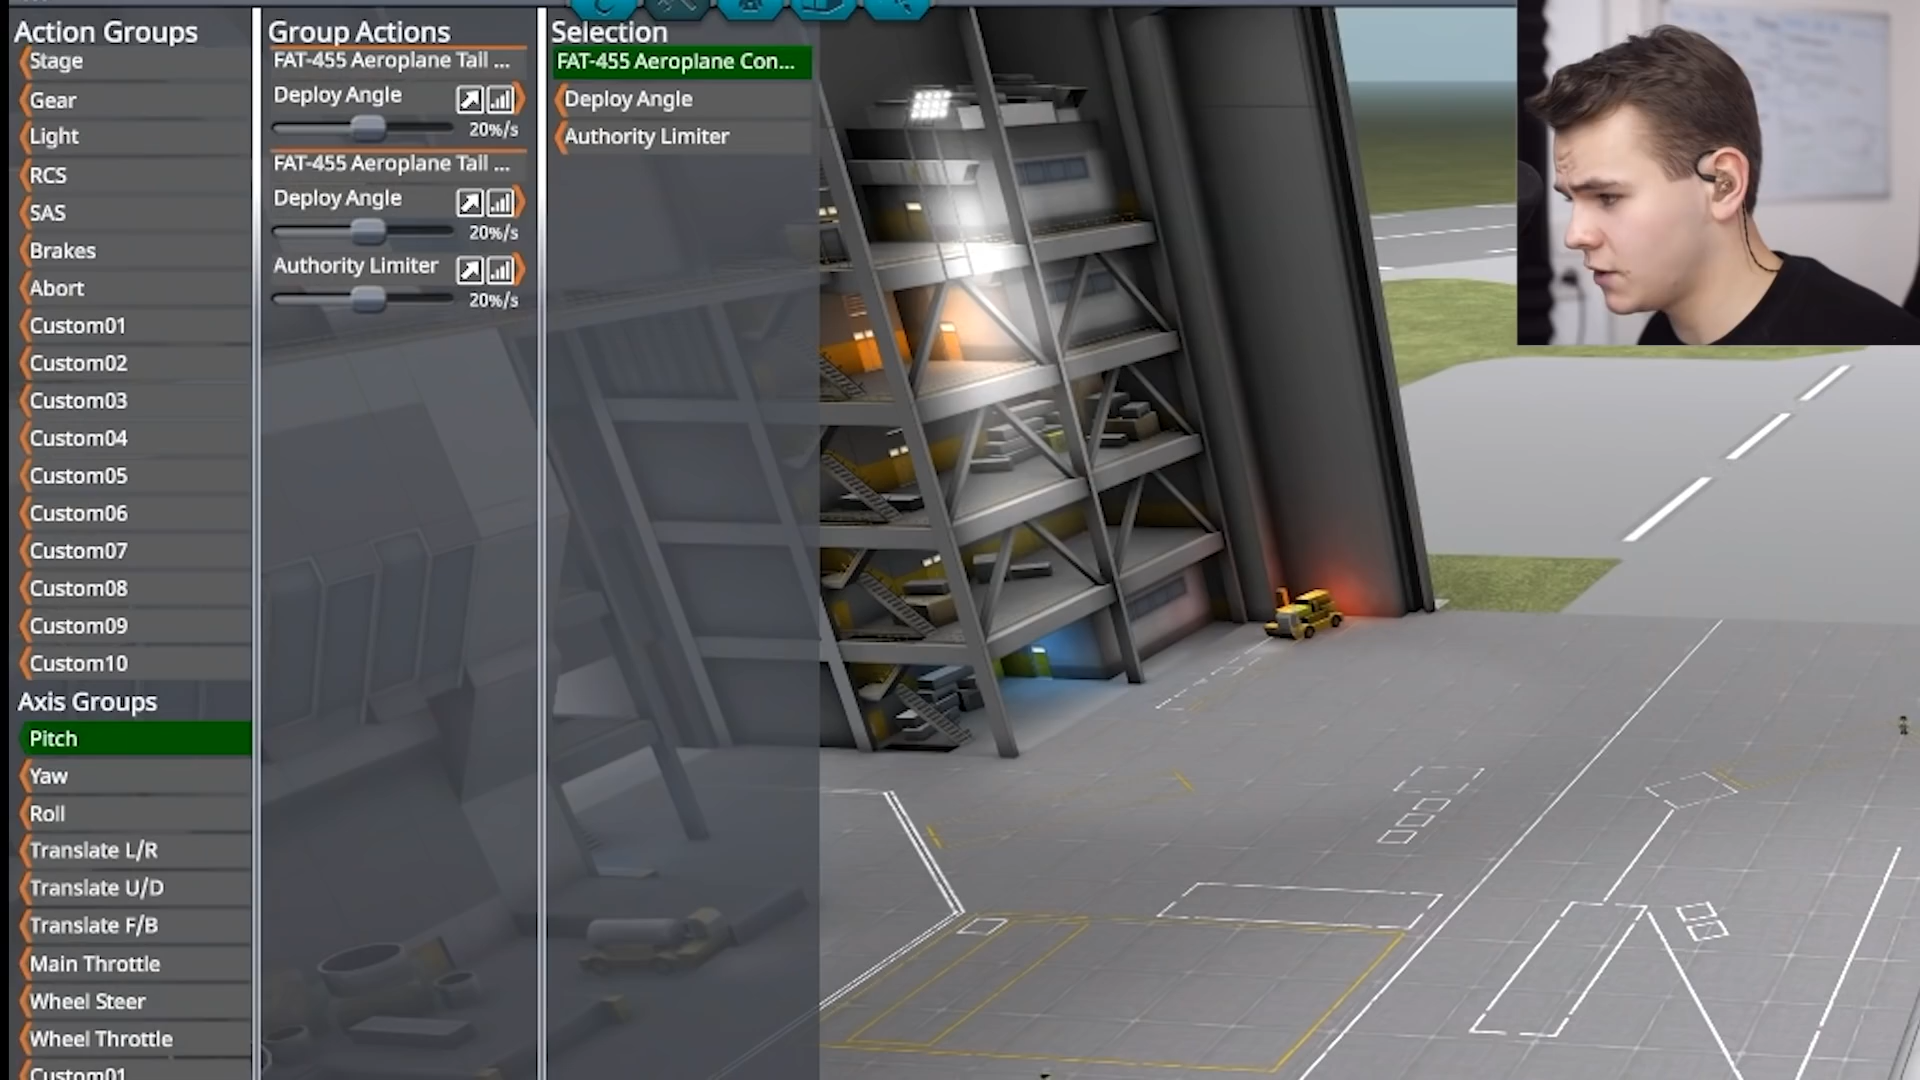 Action Groups
Stage
Gear
Light
RCS
SAS
Brakes
Abort
Custom01
Custom02
Custom03
Custom04
Custom05
Custom06
Custom07
Custom08
Custom09
Custom10
Axis Groups
Pitch
Yaw
Roll
Translate L/R
Translate U/D
Translate F/B
Main Throttle
Wheel Steer
Wheel Throttle
Custom01
Group Actions
FAT-455 Aeroplane Tall ...
Deploy Angle
20%/s
FAT-455 Aeroplane Tall ...
Deploy Angle
20%/s
Authority Limiter
20%/s
Selection
FAT-455 Aeroplane Con...
Deploy Angle
Authority Limiter